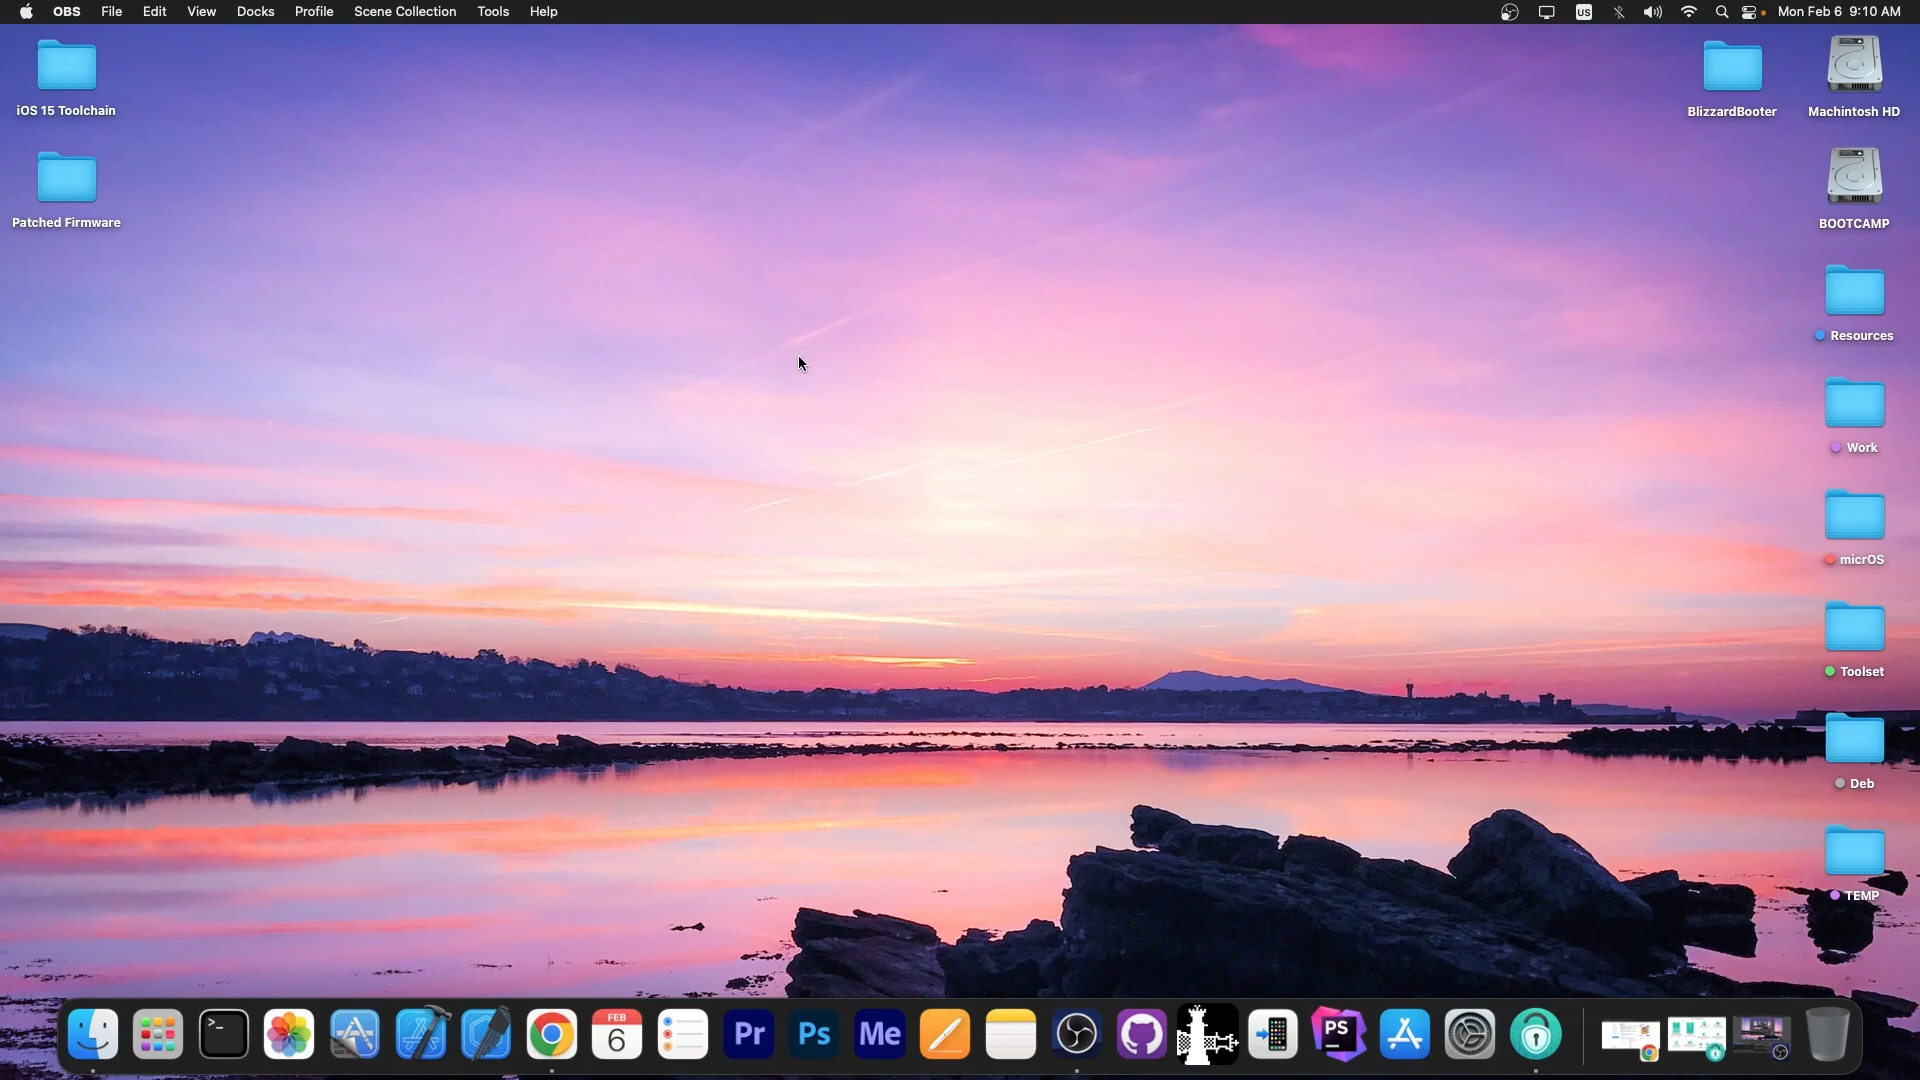 OBS File Edit View Docks Profile Scene Collection Tools Help US Mon Feb 6 9:10 AM
iOS 15 Toolchain
Patched Firmware
BlizzardBooter
Machintosh HD
BOOTCAMP
Resources
Work
micrOS
Toolset
Deb
TEMP
>_
FEB
6
Pr
Ps
Me
PS